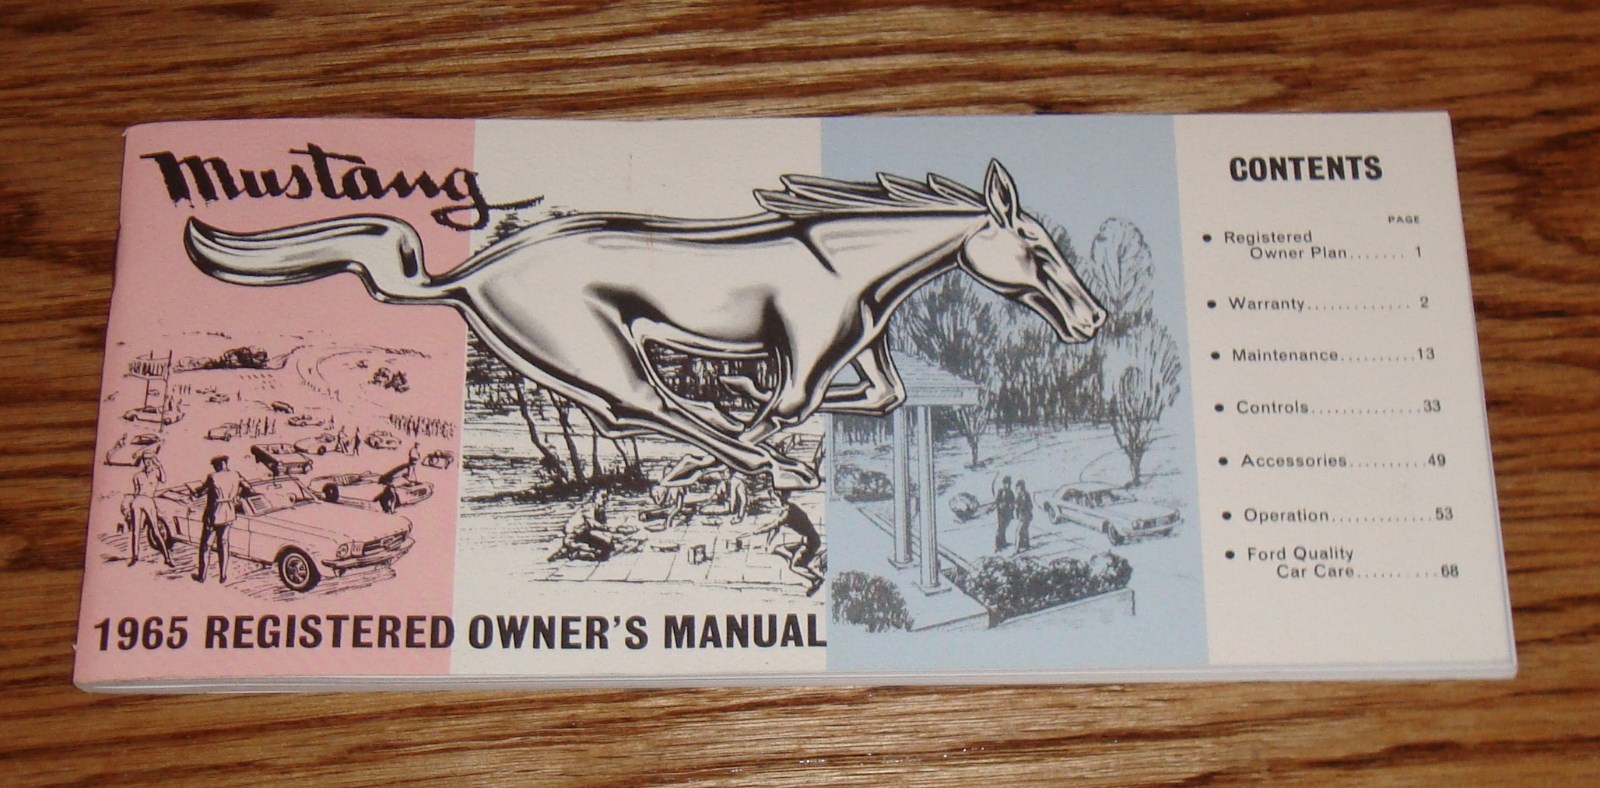 Mustang
RALLY
1965 REGISTERED OWNER'S MANUAL
CONTENTS
PAGE
• Registered
Owner Plan....... 1
• Warranty............. 2
• Maintenance..........13
• Controls..............33
• Accessories..........49
• Operation.............53
• Ford Quality
Car Care..........68